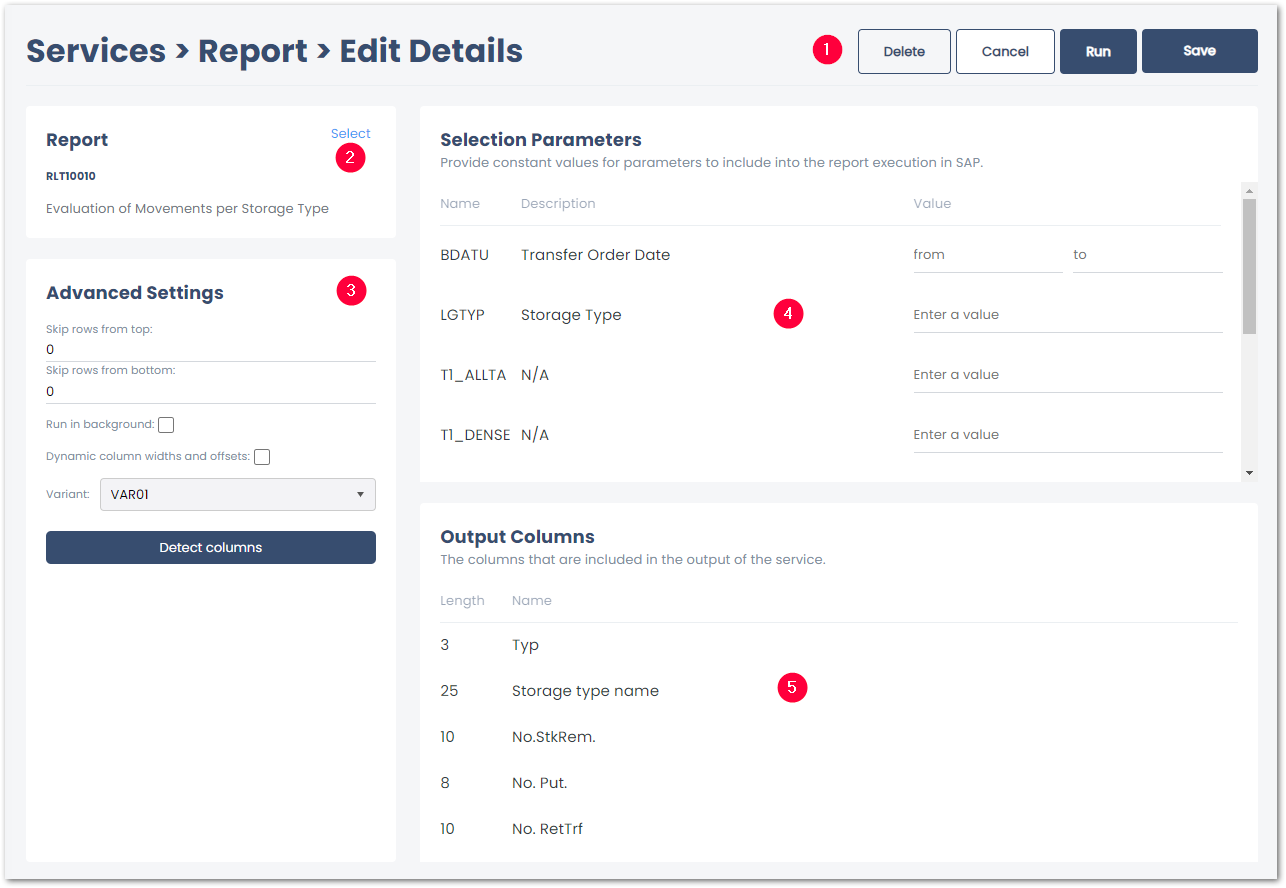 Services > Report > Edit Details
1
Delete
Cancel
Run
Save
Report
Select
2
RLT10010
Evaluation of Movements per Storage Type
Advanced Settings
3
Skip rows from top:
0
Skip rows from bottom:
0
Run in background:
Dynamic column widths and offsets:
Variant:
VAR01
Detect columns
Selection Parameters
Provide constant values for parameters to include into the report execution in SAP.
Name Description Value
BDATU Transfer Order Date from to
LGTYP Storage Type 4 Enter a value
T1_ALLTA N/A Enter a value
T1_DENSE N/A Enter a value
Output Columns
The columns that are included in the output of the service.
Length Name
3 Typ
25 Storage type name 5
10 No.StkRem.
8 No. Put.
10 No. RetTrf